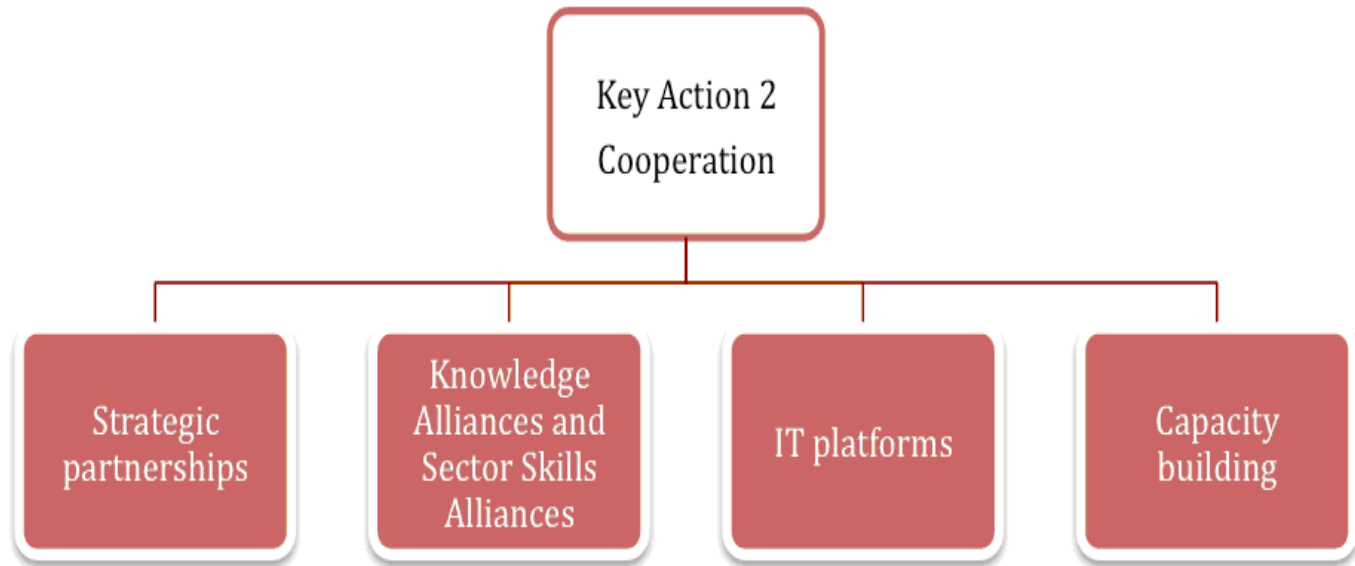 Key Action 2
Cooperation
Strategic
partnerships
Knowledge
Alliances and
Sector Skills
Alliances
IT platforms
Capacity
building